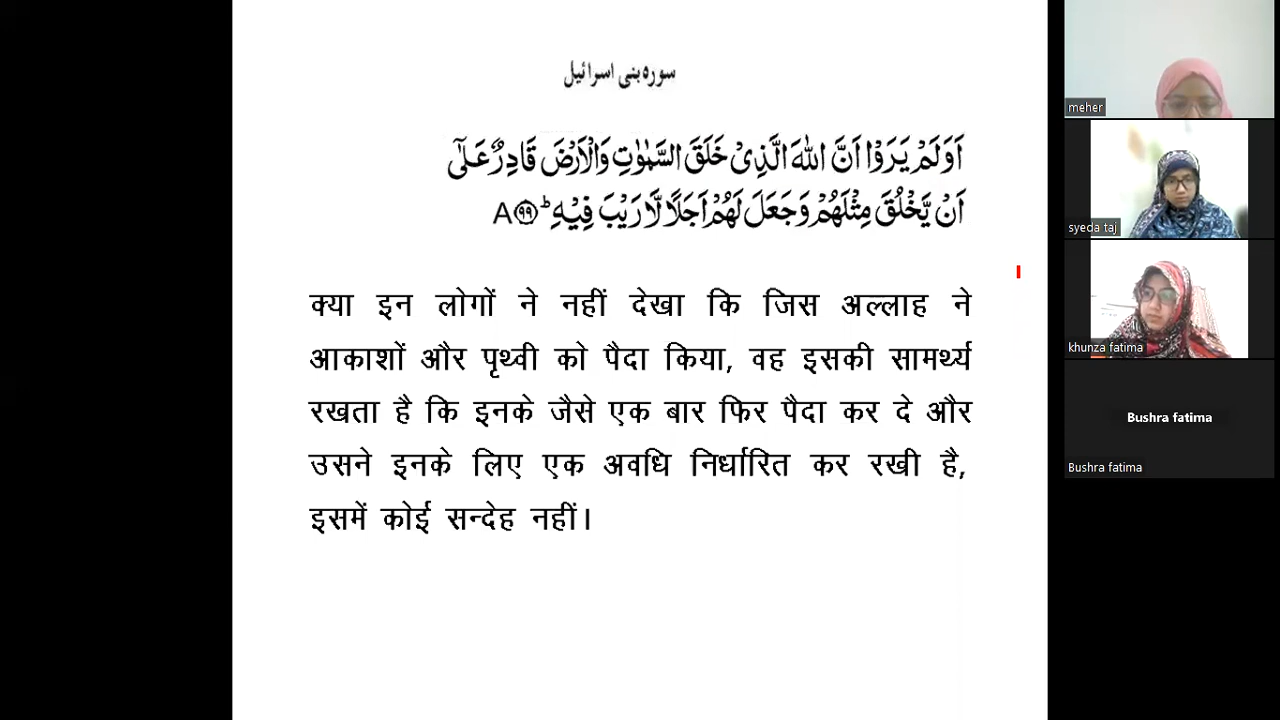 سورہ بنی اسرائیل
اَوَلَمْ يَرَوْا اَنَّ اللّٰهَ الَّذِىْ خَلَقَ السَّمٰوٰتِ وَالْاَرْضَ قَادِرٌ عَلٰٓى
اَنْ يَّخْلُقَ مِثْلَهُمْ وَجَعَلَ لَهُمْ اَجَلًا لَّا رَيْبَ فِيْهِ ؕ ۹۹ A
क्या इन लोगों ने नहीं देखा कि जिस अल्लाह ने
आकाशों और पृथ्वी को पैदा किया, वह इसकी सामर्थ्य
रखता है कि इनके जैसे एक बार फिर पैदा कर दे और
उसने इनके लिए एक अवधि निर्धारित कर रखी है,
इसमें कोई सन्देह नहीं।
meher
syeda taj
khunza fatima
Bushra fatima
Bushra fatima